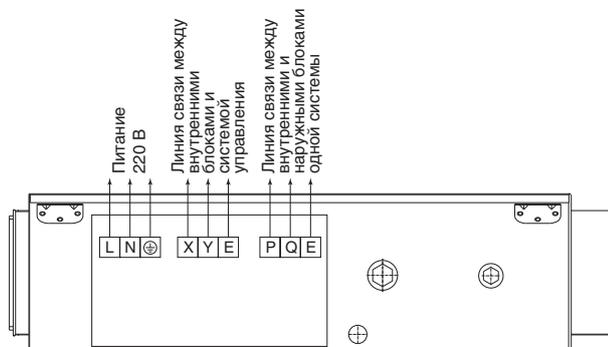 Питание
220 В
Линия связи между
внутренними
блоками и
системой
управления
Линия связи между
внутренними и
наружными блоками
одной системы
L N
X Y E
P Q E